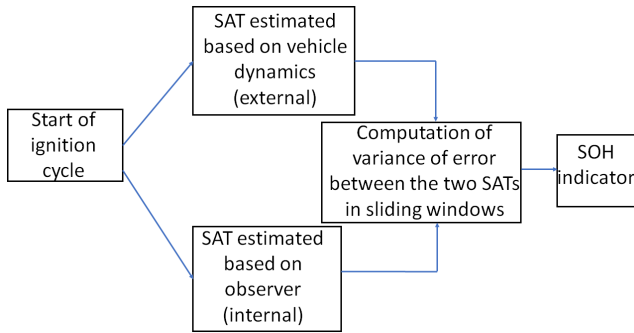 Start of
ignition
cycle
SAT estimated
based on vehicle
dynamics
(external)
SAT estimated
based on
observer
(internal)
Computation of
variance of error
between the two SATs
in sliding windows
SOH
indicator